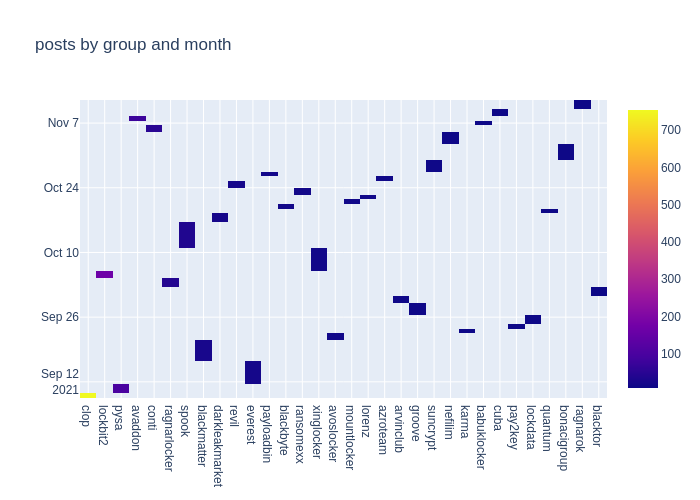 posts by group and month
Nov 7
Oct 24
Oct 10
Sep 26
Sep 12
2021
700
600
500
400
300
200
100
clop
lockbit2
pysa
avaddon
conti
ragnarlocker
spook
blackmatter
darkleakmarket
revil
everest
payloadbin
blackbyte
ransomexx
xinglocker
avoslocker
mountlocker
lorenz
azroteam
arvinclub
groove
suncrypt
nefilim
karma
babuklocker
cuba
pay2key
lockdata
quantum
bonacigroup
ragnarok
blacktor